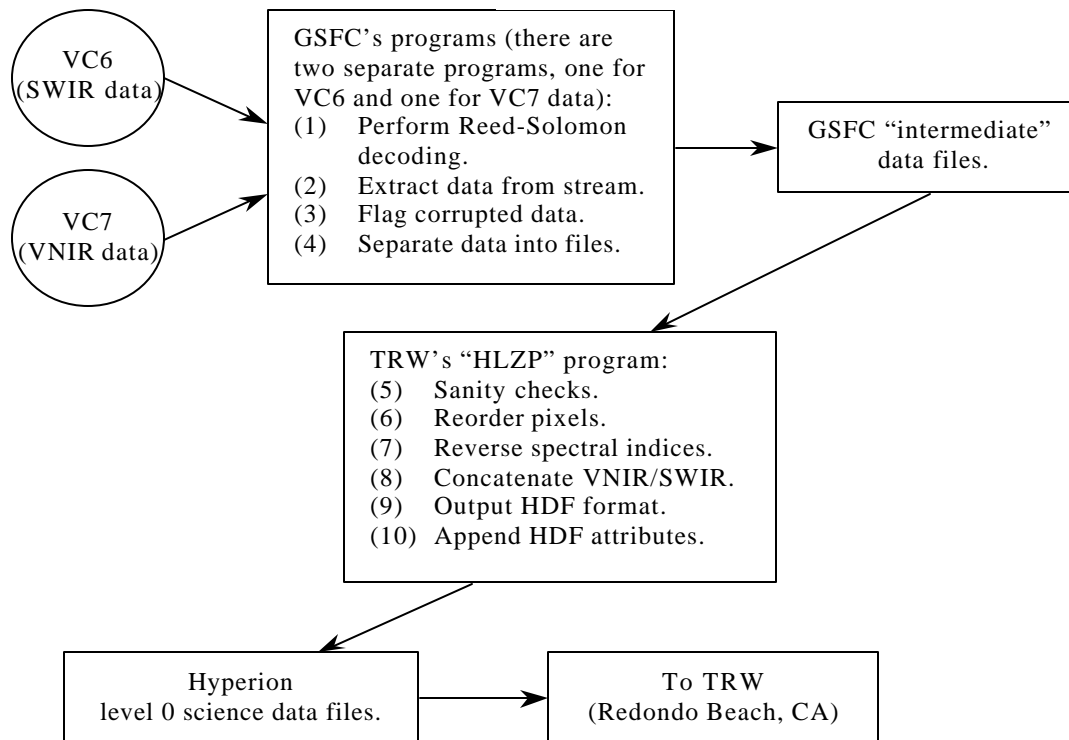 VC6
(SWIR data)
VC7
(VNIR data)
GSFC’s programs (there are
two separate programs, one for
VC6 and one for VC7 data):
(1) Perform Reed-Solomon
decoding.
(2) Extract data from stream.
(3) Flag corrupted data.
(4) Separate data into files.
GSFC “intermediate”
data files.
TRW’s “HLZP” program:
(5) Sanity checks.
(6) Reorder pixels.
(7) Reverse spectral indices.
(8) Concatenate VNIR/SWIR.
(9) Output HDF format.
(10) Append HDF attributes.
Hyperion
level 0 science data files.
To TRW
(Redondo Beach, CA)